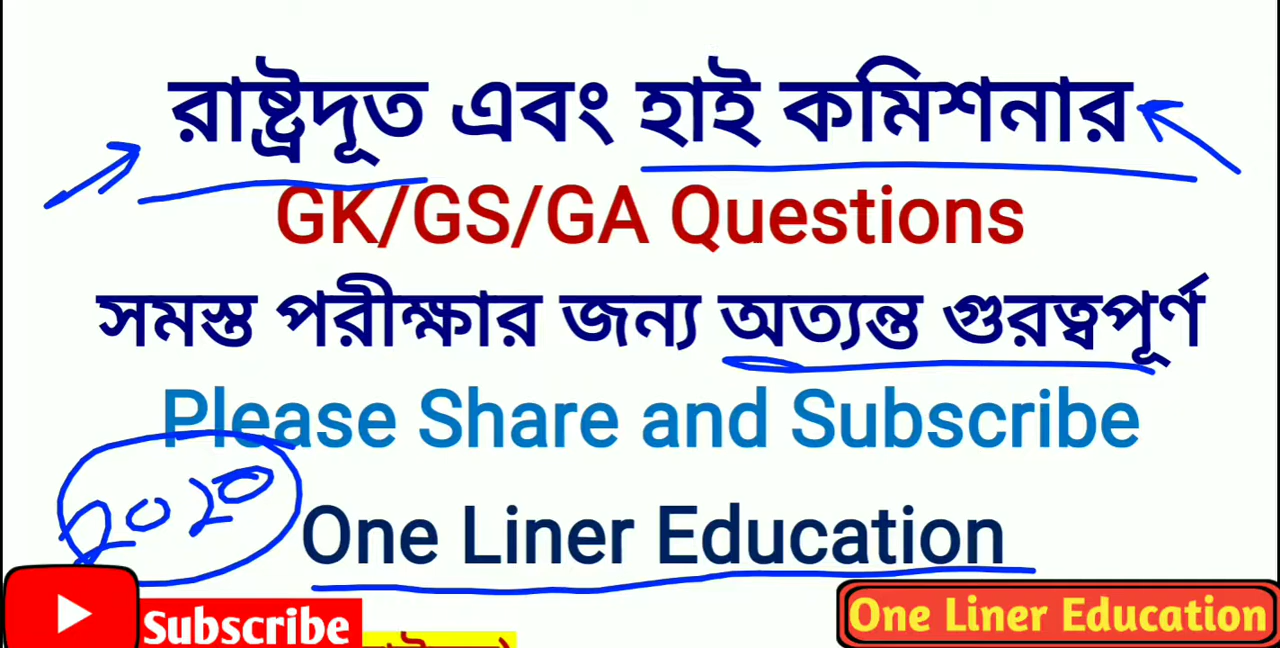 রাষ্ট্রদূত এবং হাই কমিশনার
GK/GS/GA Questions
সমস্ত পরীক্ষার জন্য অত্যন্ত গুরত্বপূর্ণ
Please Share and Subscribe
2020
One Liner Education
Subscribe
One Liner Education